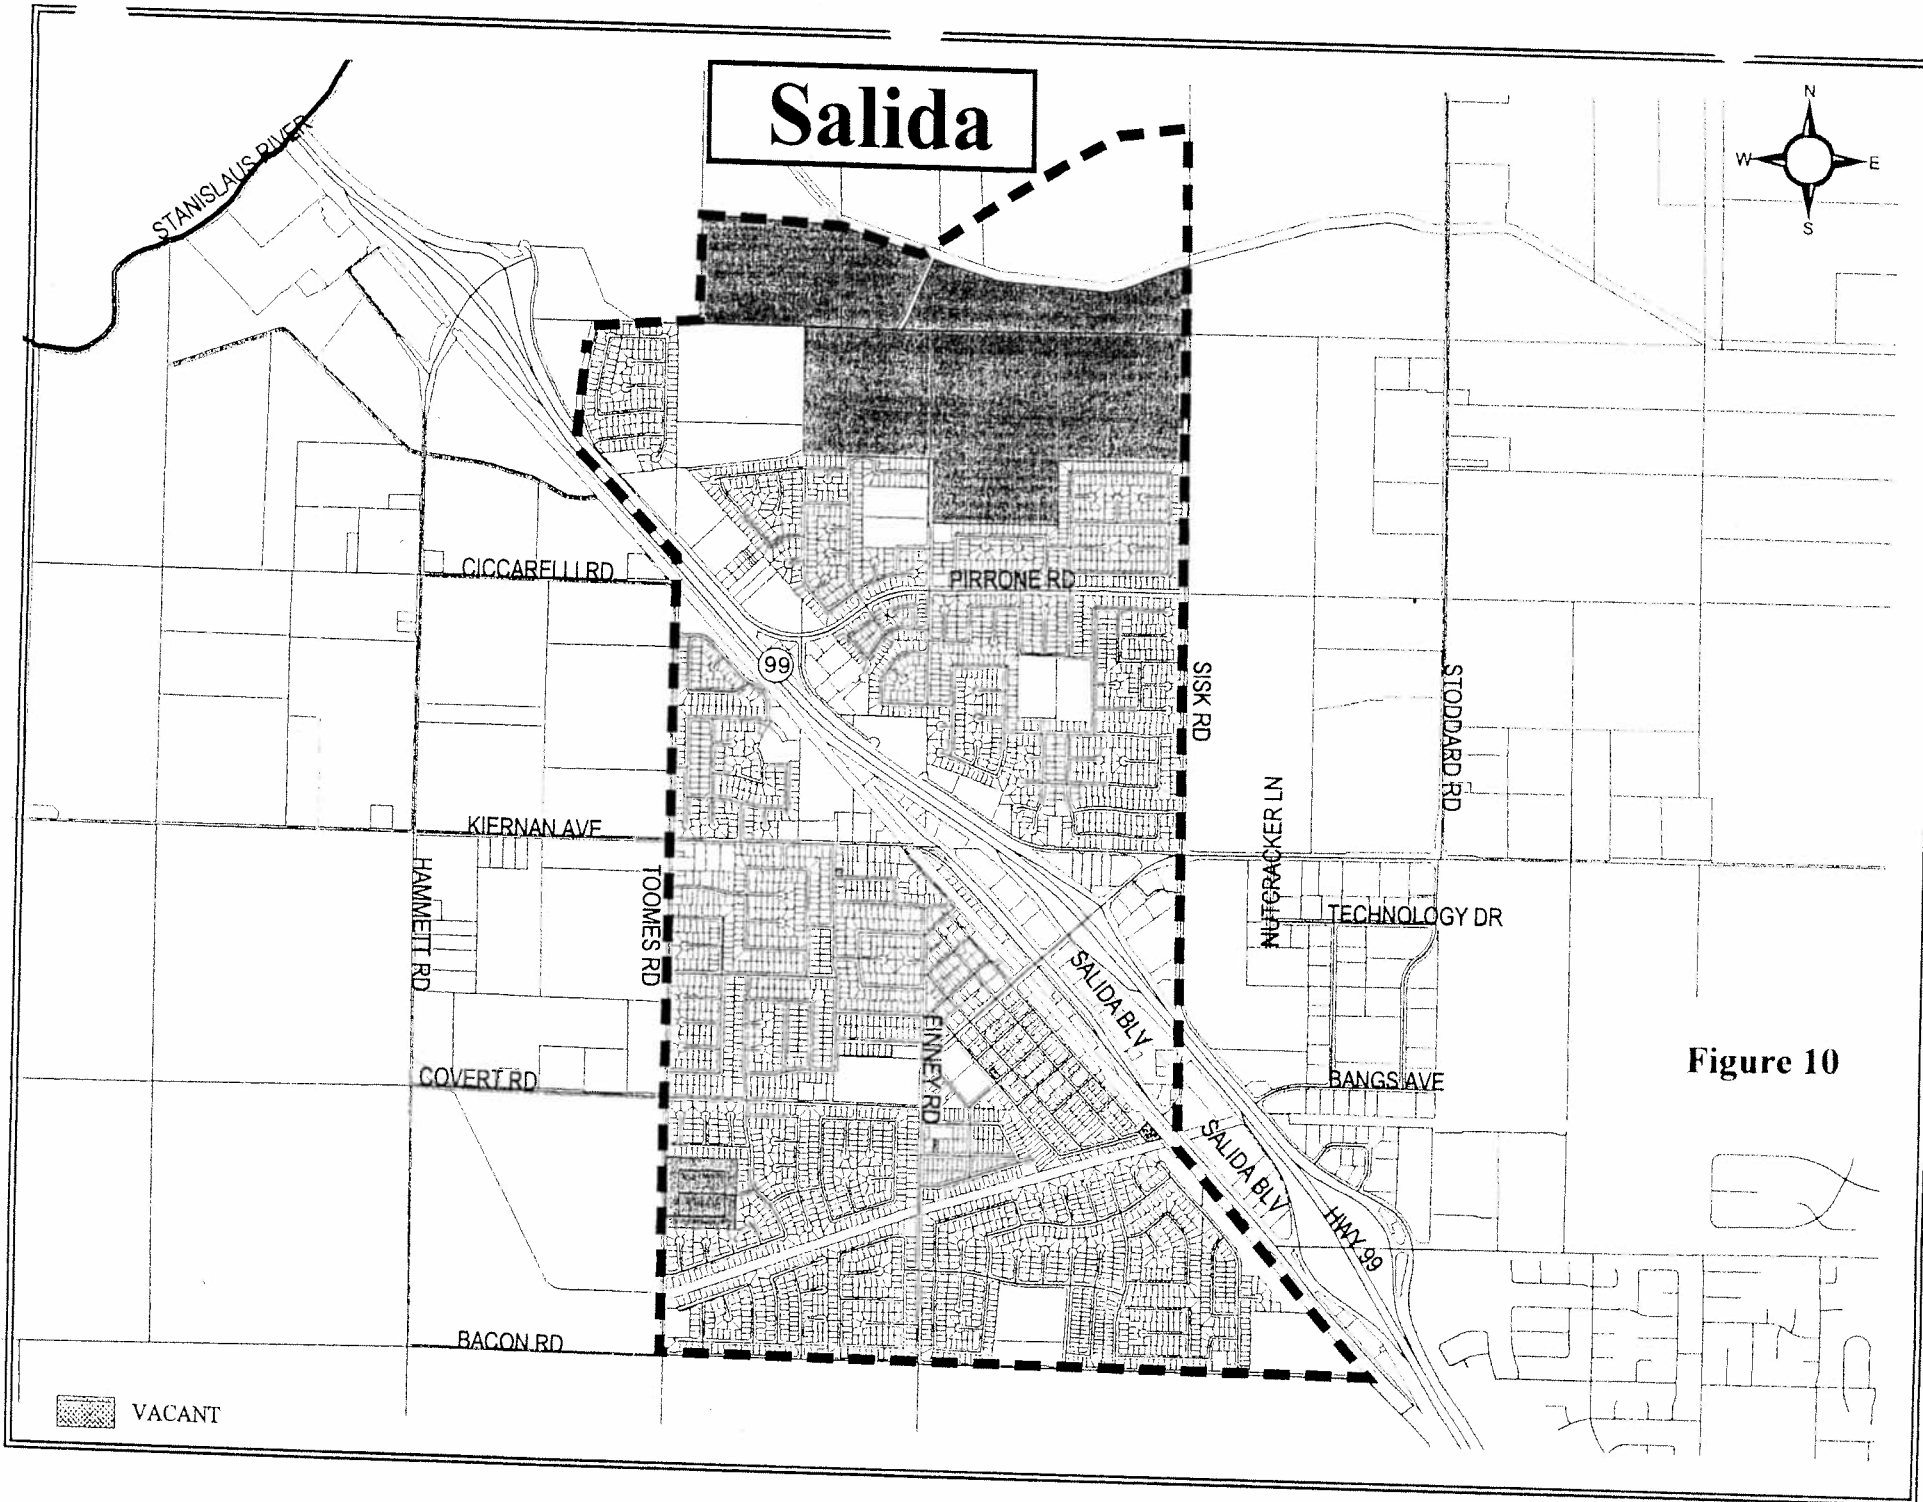 Salida
N
W E
S
STANISLAUS RIVER
CICCARELLI RD
PIRRONE RD
99
SISK RD
STODDARD RD
NUTCRACKER LN
KIERNAN AVE
HAMMETT RD
TOOMES RD
TECHNOLOGY DR
SALIDA BLV
FINNEY RD
COVERT RD
BANGS AVE
Figure 10
SALIDA BLV
HWY 99
BACON RD
VACANT